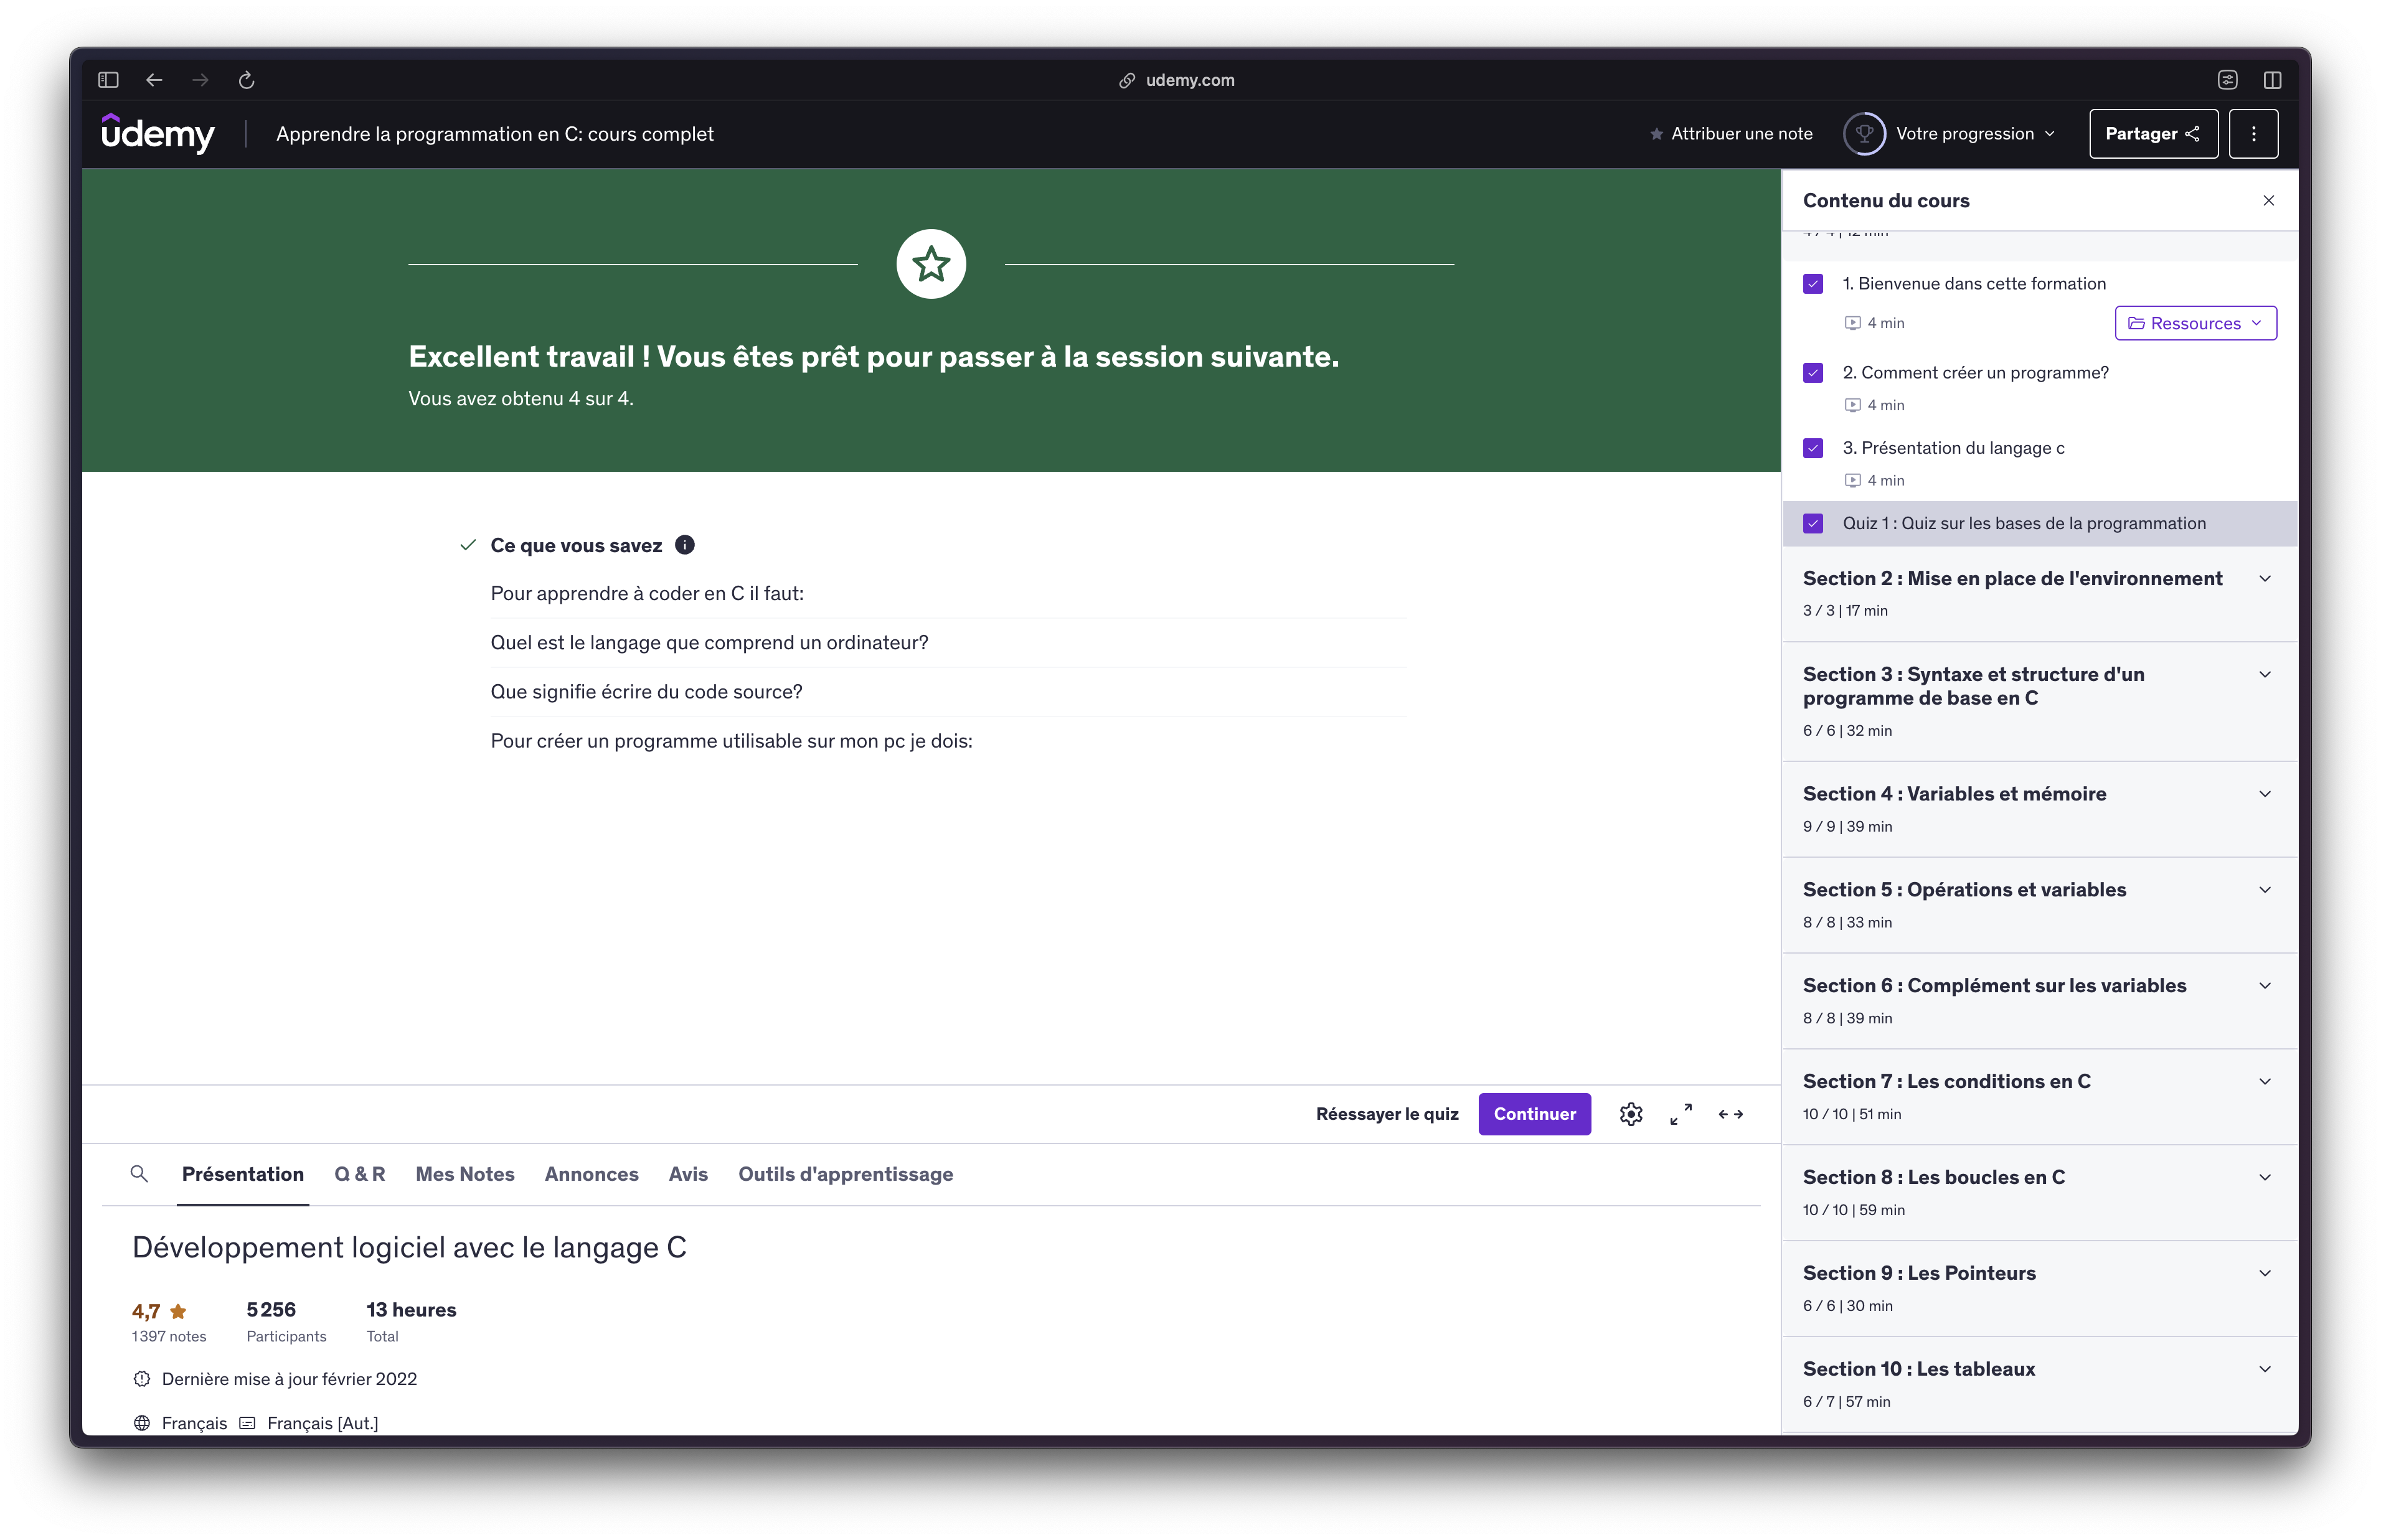 udemy.com
ûdemy
Apprendre la programmation en C: cours complet
Attribuer une note
Votre progression
Partager
Excellent travail ! Vous êtes prêt pour passer à la session suivante.
Vous avez obtenu 4 sur 4.
Ce que vous savez
Pour apprendre à coder en C il faut:
Quel est le langage que comprend un ordinateur?
Que signifie écrire du code source?
Pour créer un programme utilisable sur mon pc je dois:
Réessayer le quiz
Continuer
Présentation
Q & R
Mes Notes
Annonces
Avis
Outils d'apprentissage
Développement logiciel avec le langage C
4,7
1397 notes
5 256
Participants
13 heures
Total
Dernière mise à jour février 2022
Français
Français [Aut.]
Contenu du cours
4 / 4 | 12 min
1. Bienvenue dans cette formation
4 min
Ressources
2. Comment créer un programme?
4 min
3. Présentation du langage c
4 min
Quiz 1 : Quiz sur les bases de la programmation
Section 2 : Mise en place de l'environnement
3 / 3 | 17 min
Section 3 : Syntaxe et structure d'un
programme de base en C
6 / 6 | 32 min
Section 4 : Variables et mémoire
9 / 9 | 39 min
Section 5 : Opérations et variables
8 / 8 | 33 min
Section 6 : Complément sur les variables
8 / 8 | 39 min
Section 7 : Les conditions en C
10 / 10 | 51 min
Section 8 : Les boucles en C
10 / 10 | 59 min
Section 9 : Les Pointeurs
6 / 6 | 30 min
Section 10 : Les tableaux
6 / 7 | 57 min